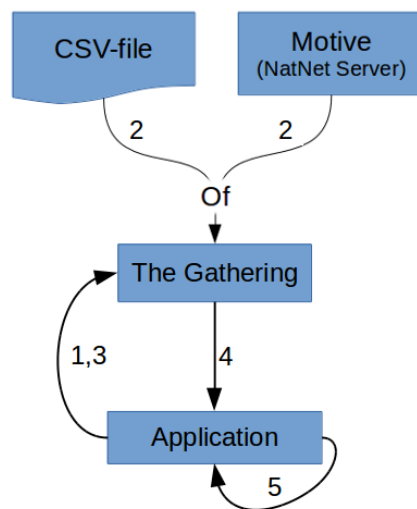 CSV-file
Motive
(NatNet Server)
2
2
Of
The Gathering
1,3
4
Application
5